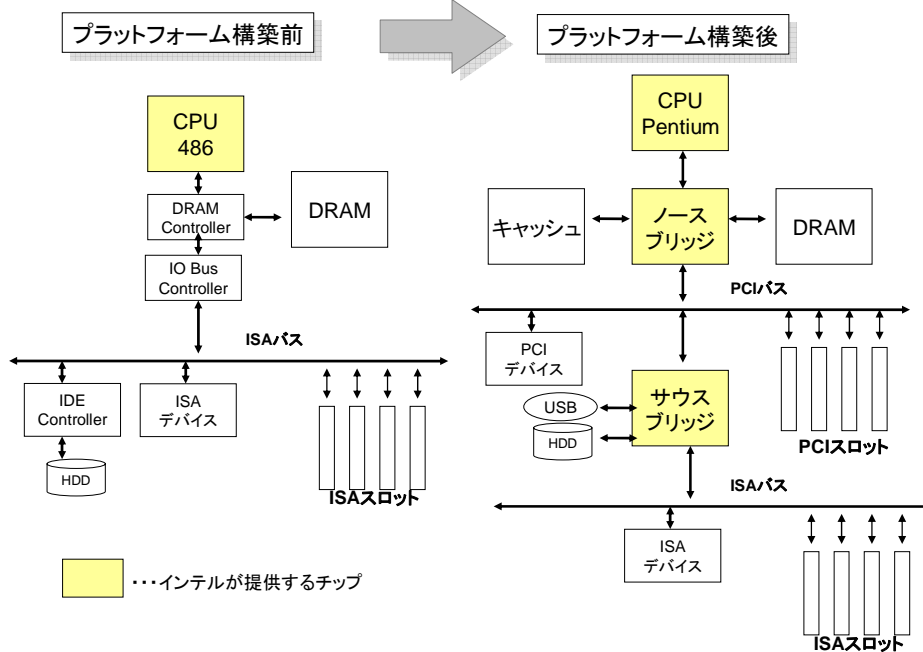 プラットフォーム構築前
CPU
486
DRAM
Controller
DRAM
IO Bus
Controller
ISAバス
IDE
Controller
ISA
デバイス
HDD
ISAスロット
・・・インテルが提供するチップ
プラットフォーム構築後
CPU
Pentium
キャッシュ
ノース
ブリッジ
DRAM
PCIバス
PCI
デバイス
USB
HDD
サウス
ブリッジ
PCIスロット
ISAバス
ISA
デバイス
ISAスロット